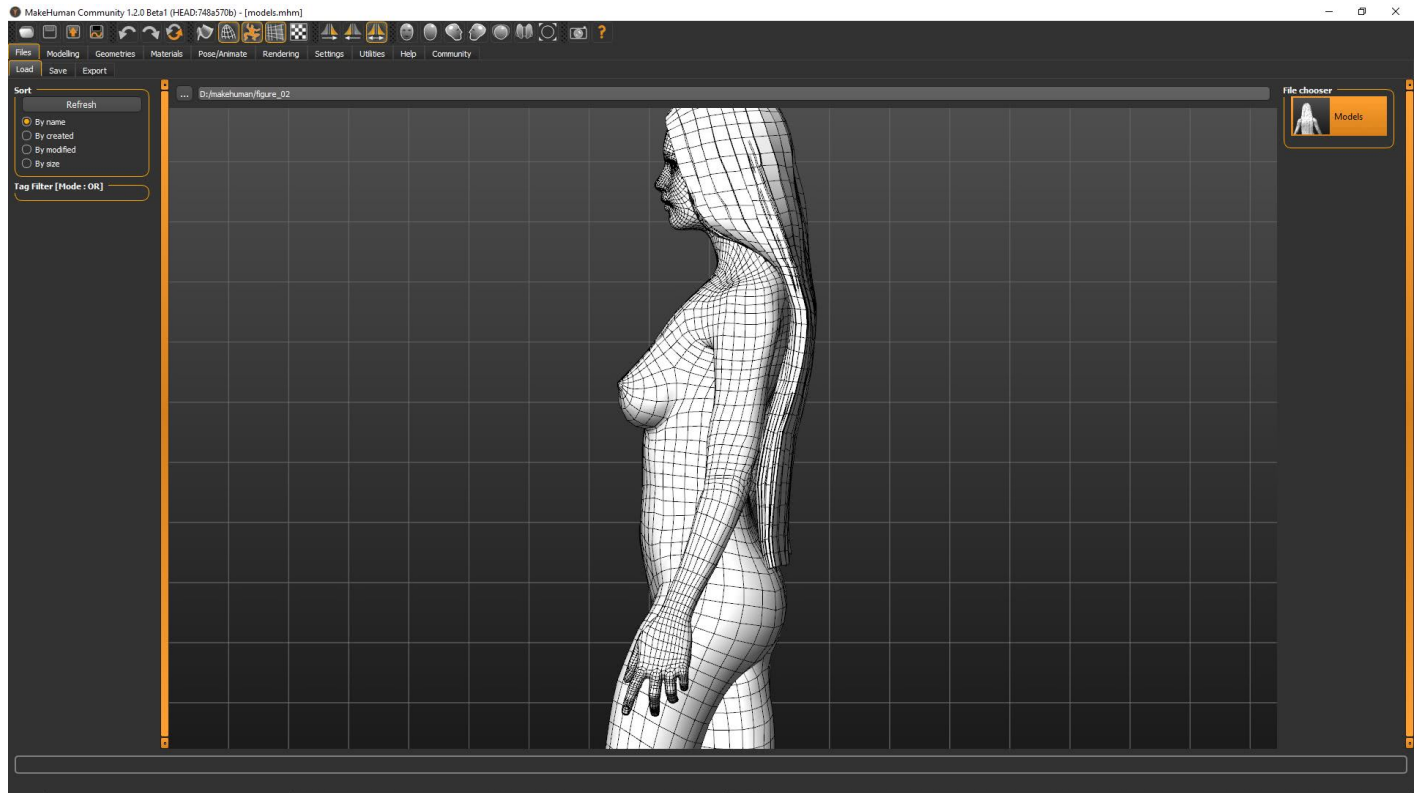 MakeHuman Community 1.2.0 Beta1 (HEAD:748a570b) - [models.mhm]
Files Modelling Geometries Materials Pose/Animate Rendering Settings Utilities Help Community
Load Save Export
Sort
Refresh
By name
By created
By modified
By size
Tag Filter [Mode : OR]
... D:/makehuman/figure_02
File chooser
Models